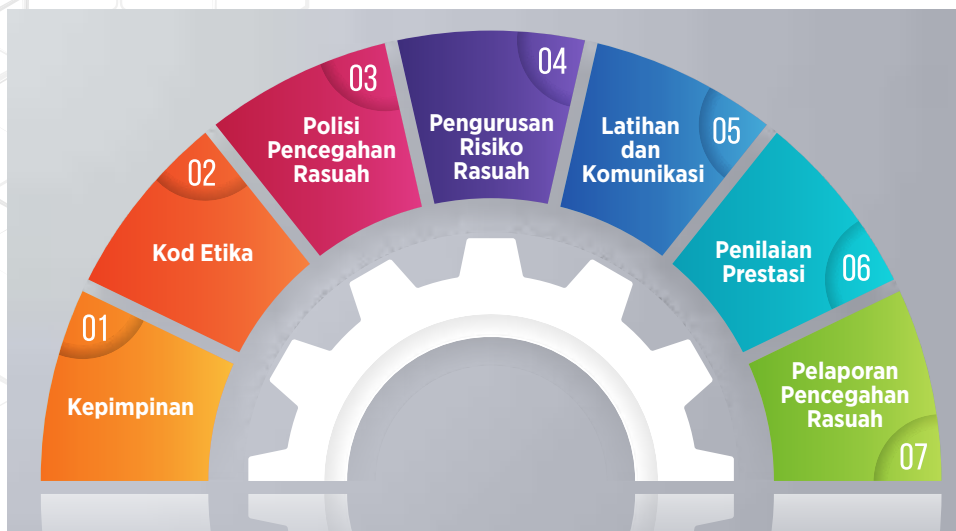 01
Kepimpinan
02
Kod Etika
03
Polisi
Pencegahan
Rasuah
04
Pengurusan
Risiko
Rasuah
05
Latihan
dan
Komunikasi
06
Penilaian
Prestasi
Pelaporan
Pencegahan
Rasuah
07